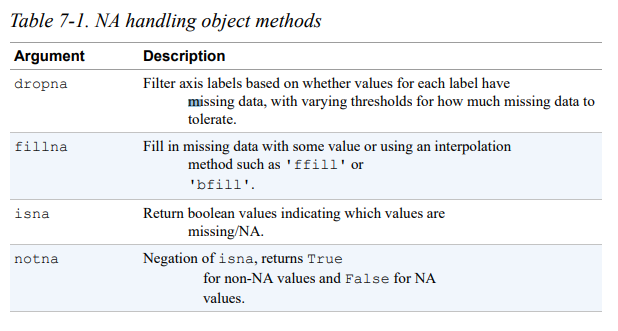 Table 7-1. NA handling object methods
Argument Description
dropna Filter axis labels based on whether values for each label have
missing data, with varying thresholds for how much missing data to
tolerate.
fillna Fill in missing data with some value or using an interpolation
method such as 'ffill' or
'bfill'.
isna Return boolean values indicating which values are
missing/NA.
notna Negation of isna, returns True
for non-NA values and False for NA
values.